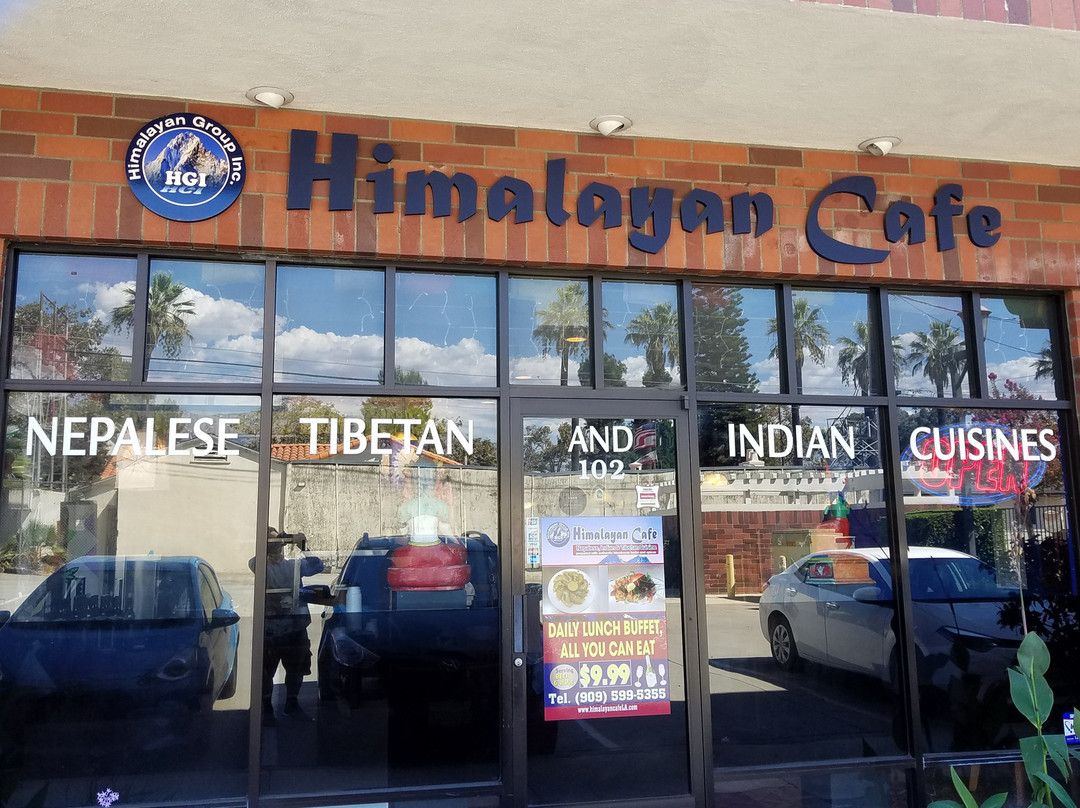 Himalayan Group Inc.
HGI
Himalayan Cafe
NEPALESE TIBETAN AND INDIAN CUISINES
102
OPEN
Himalayan Cafe
DAILY LUNCH BUFFET,
ALL YOU CAN EAT
$9.99
Tel. (909) 599-5355
www.himalayancafeLA.com